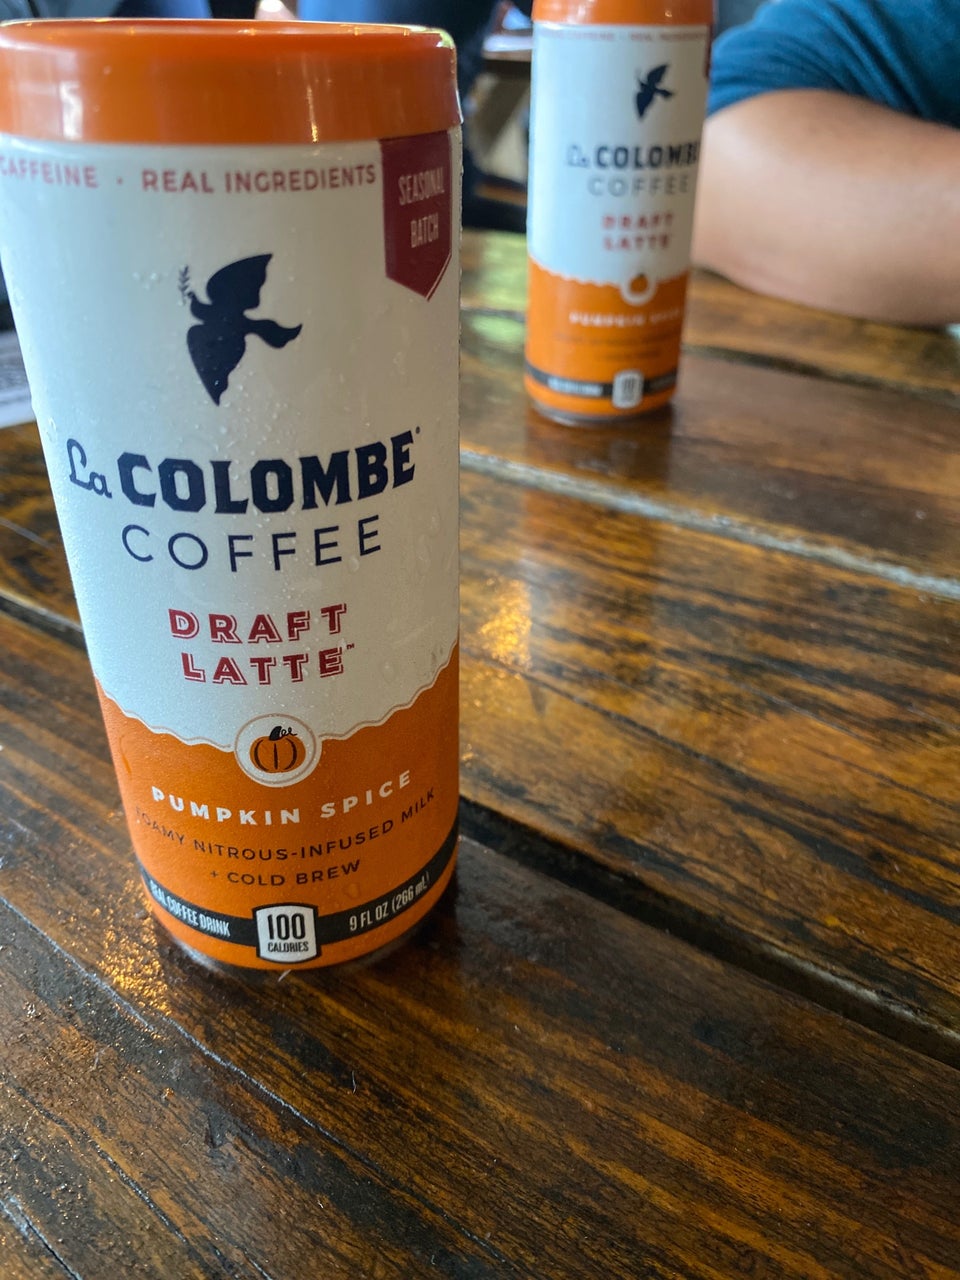 CAFFEINE · REAL INGREDIENTS
SEASONAL
BATCH
La COLOMBE
COFFEE
DRAFT
LATTE™
PUMPKIN SPICE
FOAMY NITROUS-INFUSED MILK
+ COLD BREW
REAL COFFEE DRINK
100
CALORIES
9 FL OZ (266 mL)
La COLOMBE
COFFEE
DRAFT
LATTE
PUMPKIN SPICE